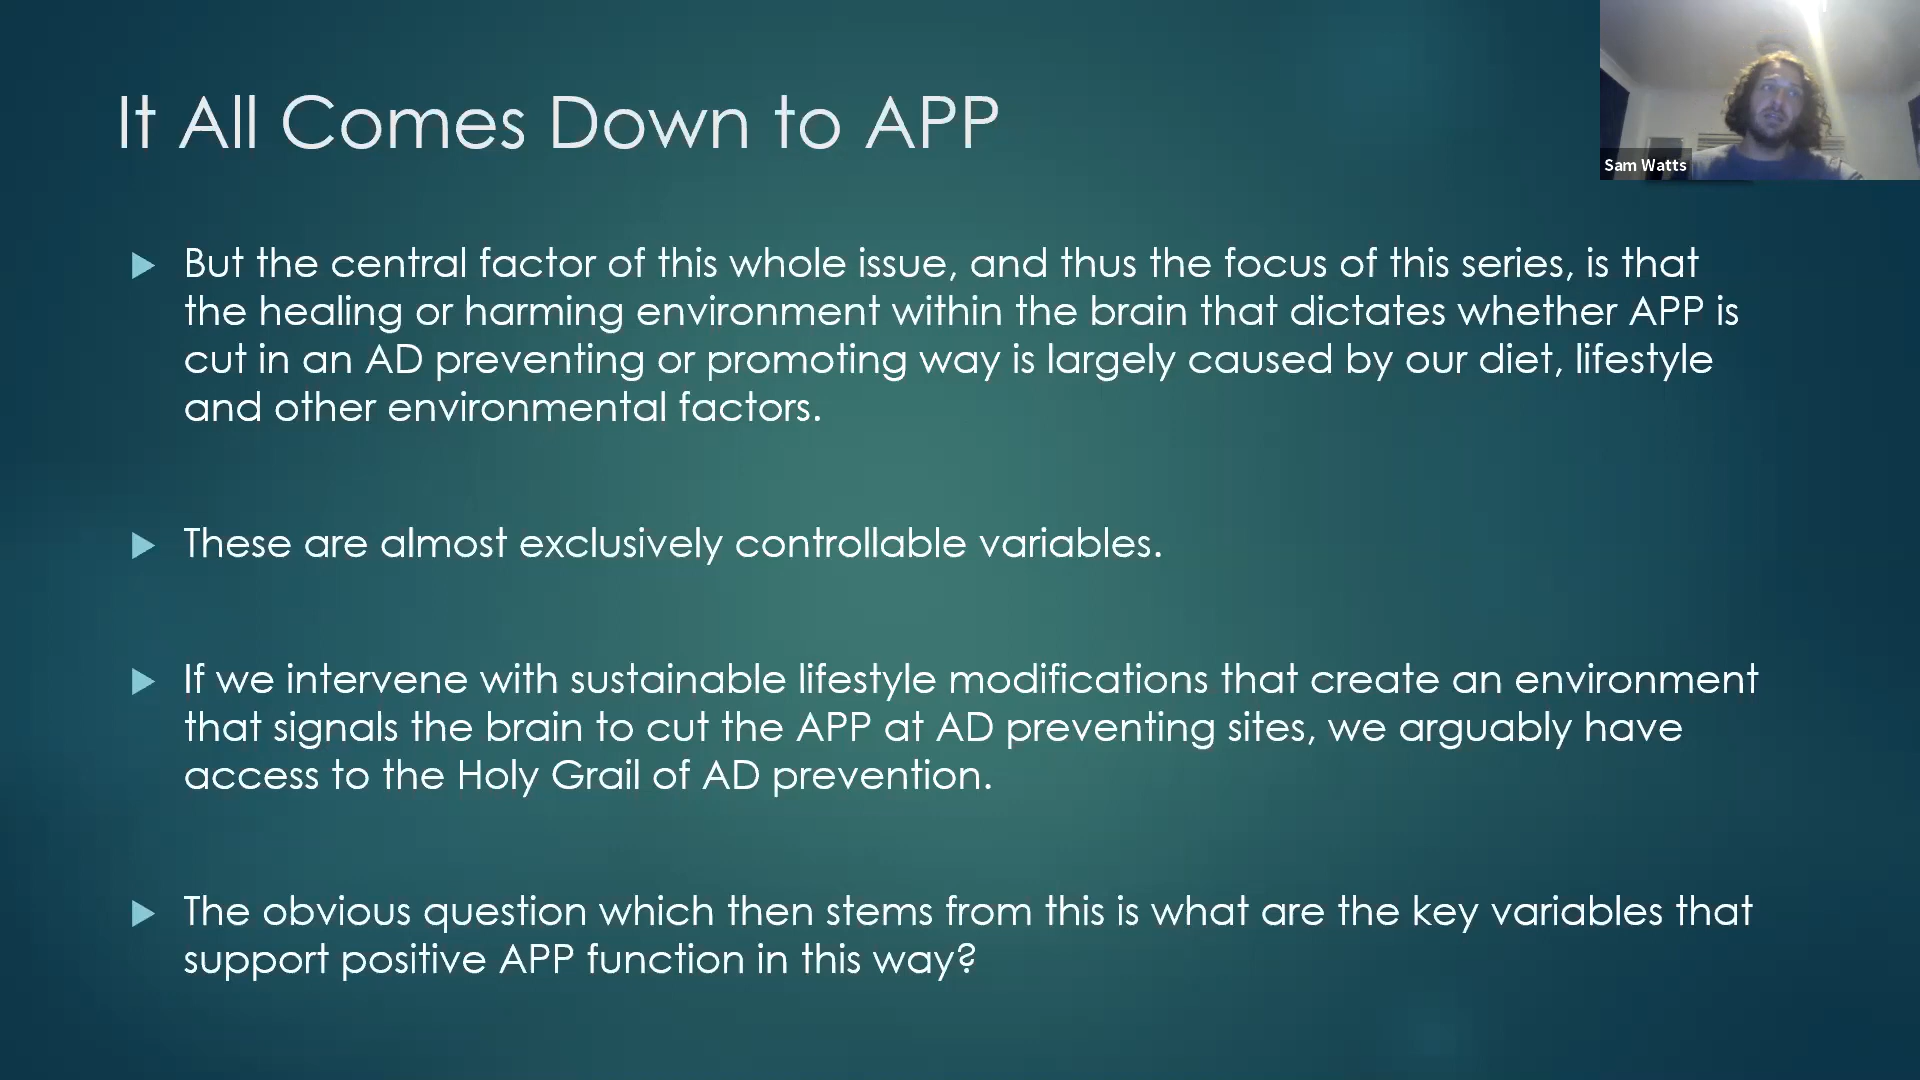 It All Comes Down to APP
Sam Watts
But the central factor of this whole issue, and thus the focus of this series, is that
the healing or harming environment within the brain that dictates whether APP is
cut in an AD preventing or promoting way is largely caused by our diet, lifestyle
and other environmental factors.
These are almost exclusively controllable variables.
If we intervene with sustainable lifestyle modifications that create an environment
that signals the brain to cut the APP at AD preventing sites, we arguably have
access to the Holy Grail of AD prevention.
The obvious question which then stems from this is what are the key variables that
support positive APP function in this way?